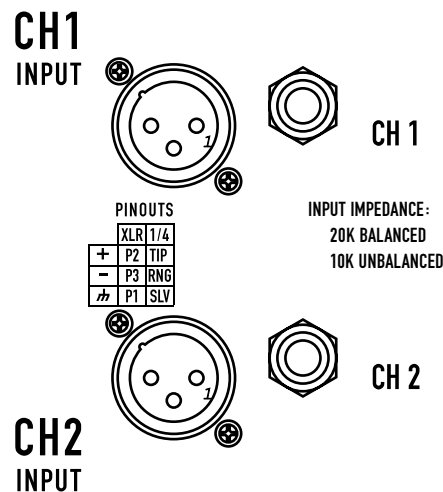 CH1
INPUT
1
CH 1
PINOUTS
XLR 1/4
+ P2 TIP
- P3 RNG
P1 SLV
INPUT IMPEDANCE:
20K BALANCED
10K UNBALANCED
1
CH 2
CH2
INPUT